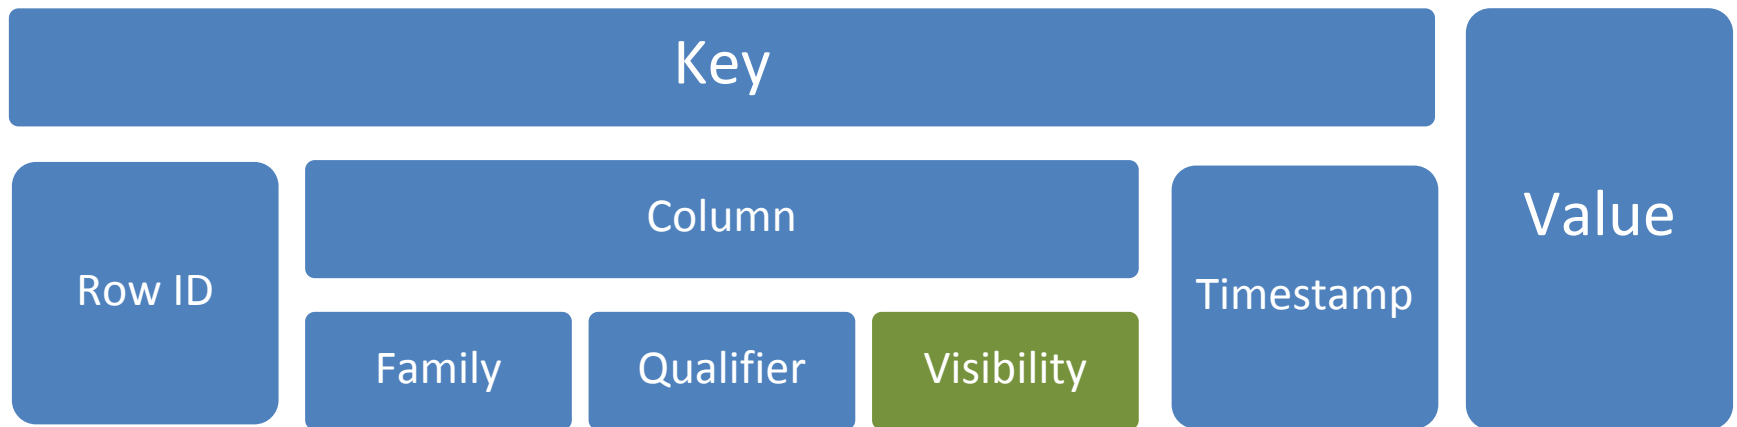 Key
Value
Row ID
Column
Timestamp
Family
Qualifier
Visibility